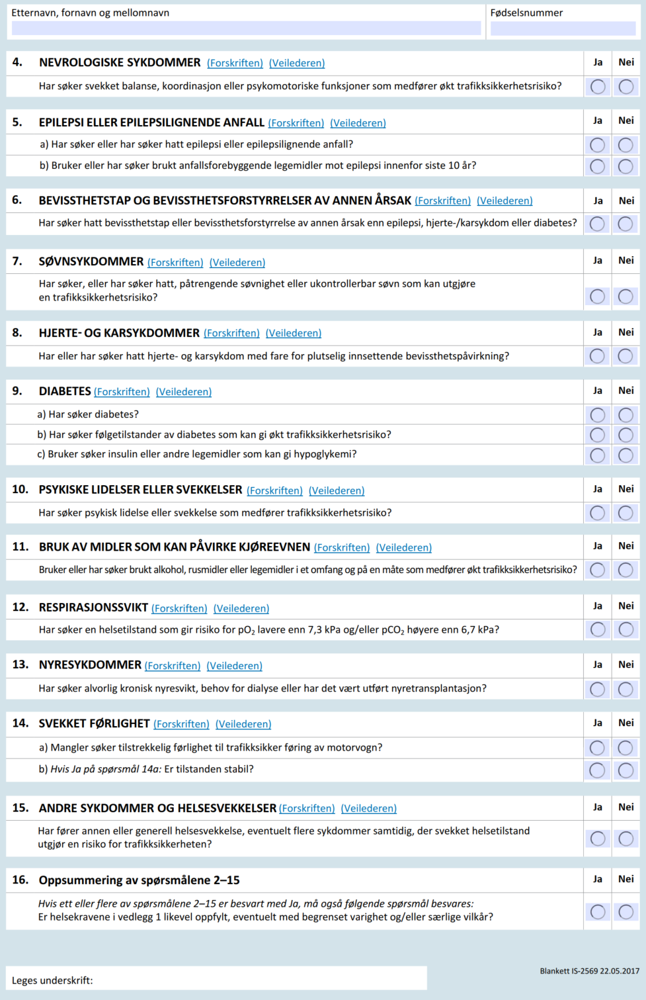 Etternavn, fornavn og mellomnavn Fødselsnummer
4. NEVROLOGISKE SYKDOMMER (Forskriften) (Veilederen) Ja Nei
Har søker svekket balanse, koordinasjon eller psykomotoriske funksjoner som medfører økt trafikksikkerhetsrisiko?
5. EPILEPSI ELLER EPILEPSILIGNENDE ANFALL (Forskriften) (Veilederen) Ja Nei
a) Har søker eller har søker hatt epilepsi eller epilepsilignende anfall?
b) Bruker eller har søker brukt anfallsforebyggende legemidler mot epilepsi innenfor siste 10 år?
6. BEVISSTHETSTAP OG BEVISSTHETSFORSTYRRELSER AV ANNEN ÅRSAK (Forskriften) (Veilederen) Ja Nei
Har søker hatt bevissthetstap eller bevissthetsforstyrrelse av annen årsak enn epilepsi, hjerte-/karsykdom eller diabetes?
7. SØVNSYKDOMMER (Forskriften) (Veilederen) Ja Nei
Har søker, eller har søker hatt, påtrengende søvnighet eller ukontrollerbar søvn som kan utgjøre
en trafikksikkerhetsrisiko?
8. HJERTE- OG KARSYKDOMMER (Forskriften) (Veilederen) Ja Nei
Har eller har søker hatt hjerte- og karsykdom med fare for plutselig innsettende bevissthetspåvirkning?
9. DIABETES (Forskriften) (Veilederen) Ja Nei
a) Har søker diabetes?
b) Har søker følgetilstander av diabetes som kan gi økt trafikksikkerhetsrisiko?
c) Bruker søker insulin eller andre legemidler som kan gi hypoglykemi?
10. PSYKISKE LIDELSER ELLER SVEKKELSER (Forskriften) (Veilederen) Ja Nei
Har søker psykisk lidelse eller svekkelse som medfører trafikksikkerhetsrisiko?
11. BRUK AV MIDLER SOM KAN PÅVIRKE KJØREEVNEN (Forskriften) (Veilederen) Ja Nei
Bruker eller har søker brukt alkohol, rusmidler eller legemidler i et omfang og på en måte som medfører økt trafikksikkerhetsrisiko?
12. RESPIRASJONSSVIKT (Forskriften) (Veilederen) Ja Nei
Har søker en helsetilstand som gir risiko for pO₂ lavere enn 7,3 kPa og/eller pCO₂ høyere enn 6,7 kPa?
13. NYRESYKDOMMER (Forskriften) (Veilederen) Ja Nei
Har søker alvorlig kronisk nyresvikt, behov for dialyse eller har det vært utført nyretransplantasjon?
14. SVEKKET FØRLIGHET (Forskriften) (Veilederen) Ja Nei
a) Mangler søker tilstrekkelig førlighet til trafikksikker føring av motorvogn?
b) Hvis Ja på spørsmål 14a: Er tilstanden stabil?
15. ANDRE SYKDOMMER OG HELSESVEKKELSER (Forskriften) (Veilederen) Ja Nei
Har fører annen eller generell helsesvekkelse, eventuelt flere sykdommer samtidig, der svekket helsetilstand
utgjør en risiko for trafikksikkerheten?
16. Oppsummering av spørsmålene 2–15 Ja Nei
Hvis ett eller flere av spørsmålene 2–15 er besvart med Ja, må også følgende spørsmål besvares:
Er helsekravene i vedlegg 1 likevel oppfylt, eventuelt med begrenset varighet og/eller særlige vilkår?
Blankett IS-2569 22.05.2017
Leges underskrift: